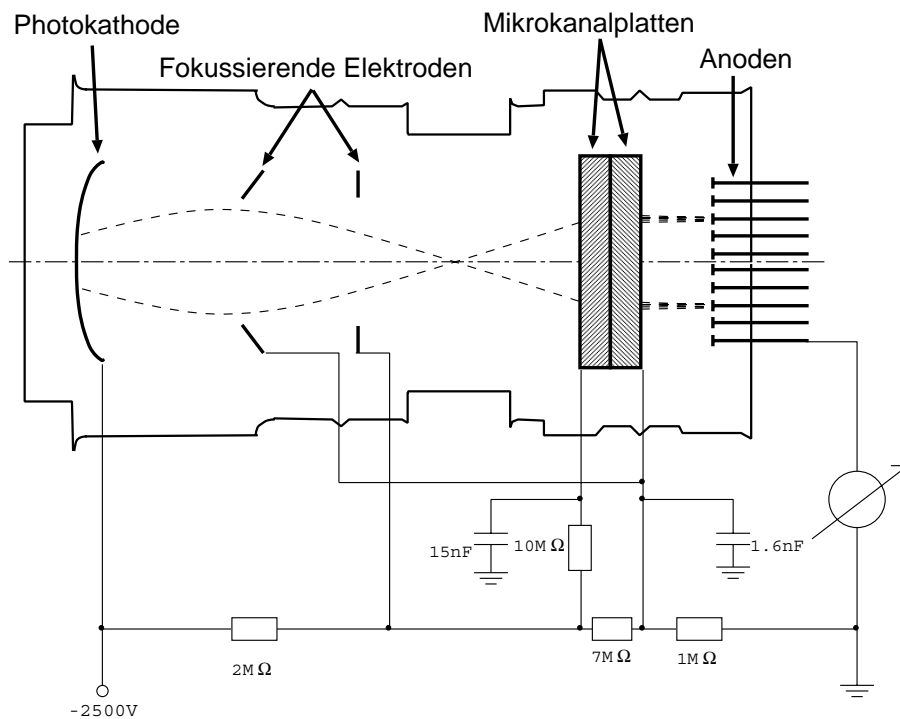 Photokathode
Mikrokanalplatten
Fokussierende Elektroden
Anoden
15nF
10MΩ
1.6nF
2MΩ
7MΩ
1MΩ
-2500V